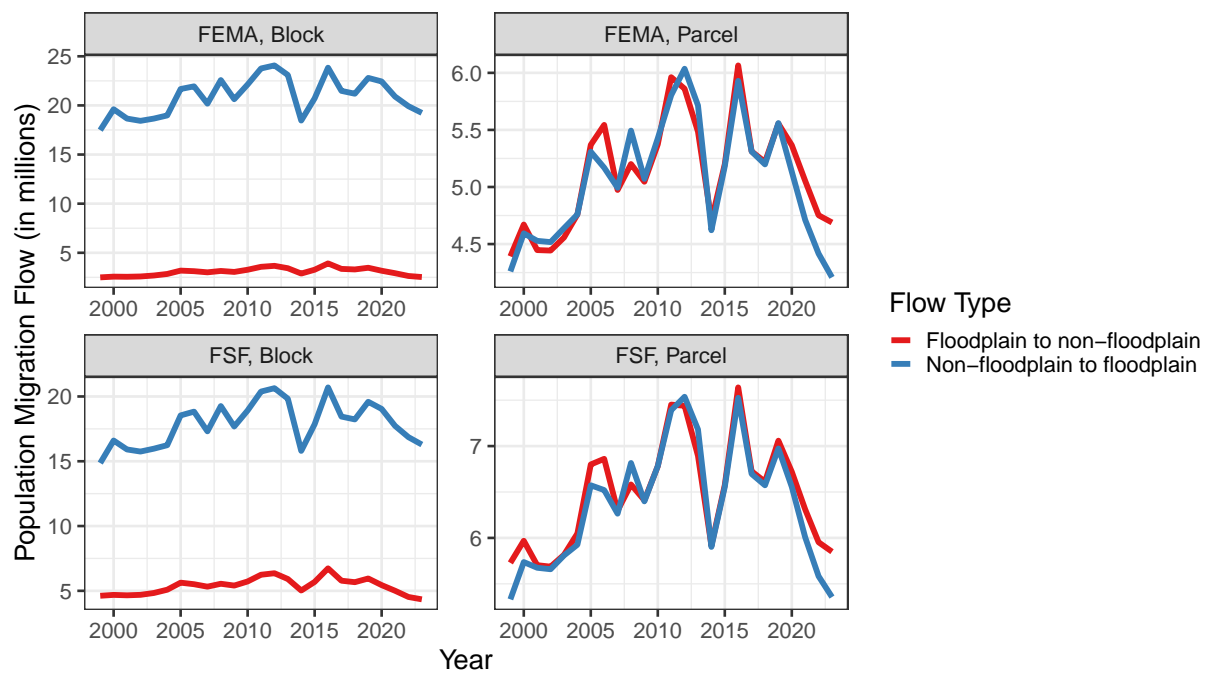 Population Migration Flow (in millions)
FEMA, Block
25
20
15
10
5
2000 2005 2010 2015 2020
FEMA, Parcel
6.0
5.5
5.0
4.5
2000 2005 2010 2015 2020
FSF, Block
20
15
10
5
2000 2005 2010 2015 2020
FSF, Parcel
7
6
2000 2005 2010 2015 2020
Year
Flow Type
Floodplain to non−floodplain
Non−floodplain to floodplain